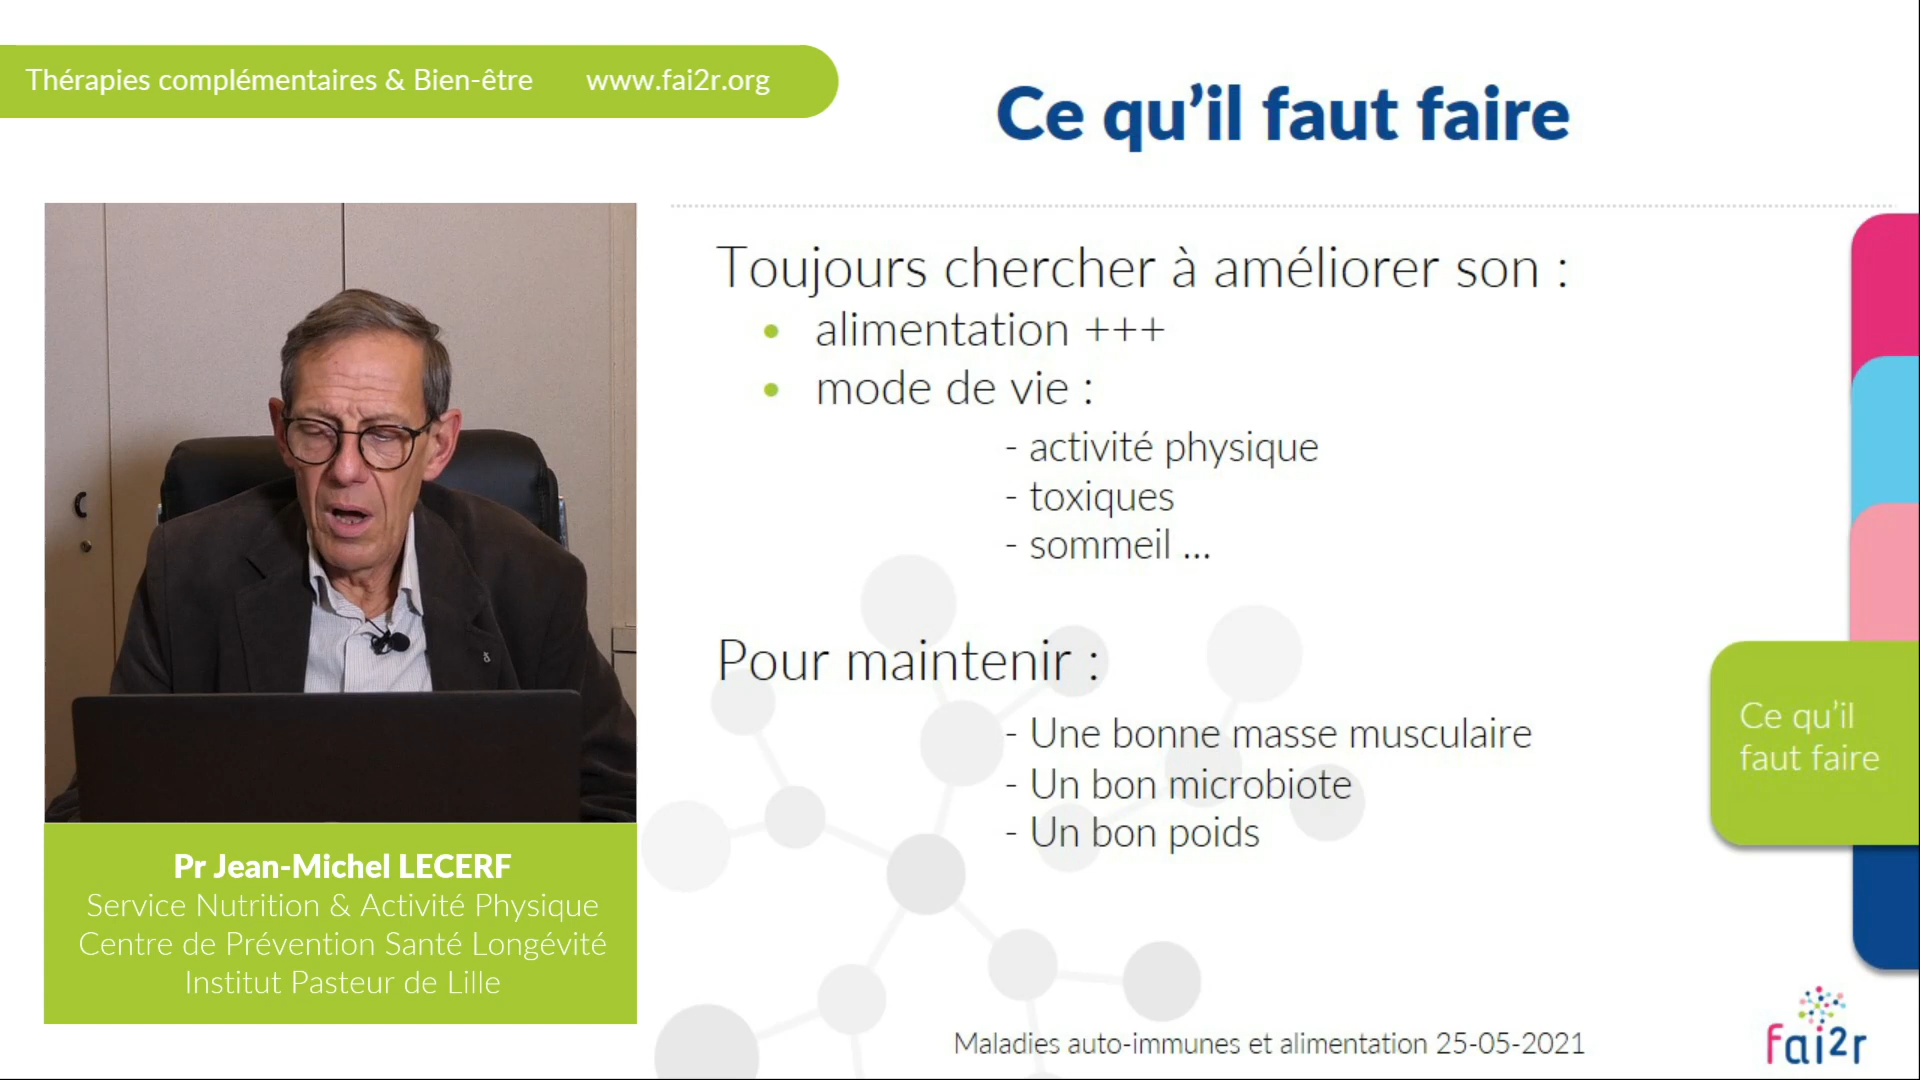 Thérapies complémentaires & Bien-être www.fai2r.org
Ce qu’il faut faire
Toujours chercher à améliorer son :
• alimentation +++
• mode de vie :
- activité physique
- toxiques
- sommeil ...
Pour maintenir :
- Une bonne masse musculaire
- Un bon microbiote
- Un bon poids
Ce qu’il
faut faire
Pr Jean-Michel LECERF
Service Nutrition & Activité Physique
Centre de Prévention Santé Longévité
Institut Pasteur de Lille
Maladies auto-immunes et alimentation 25-05-2021
fai2r